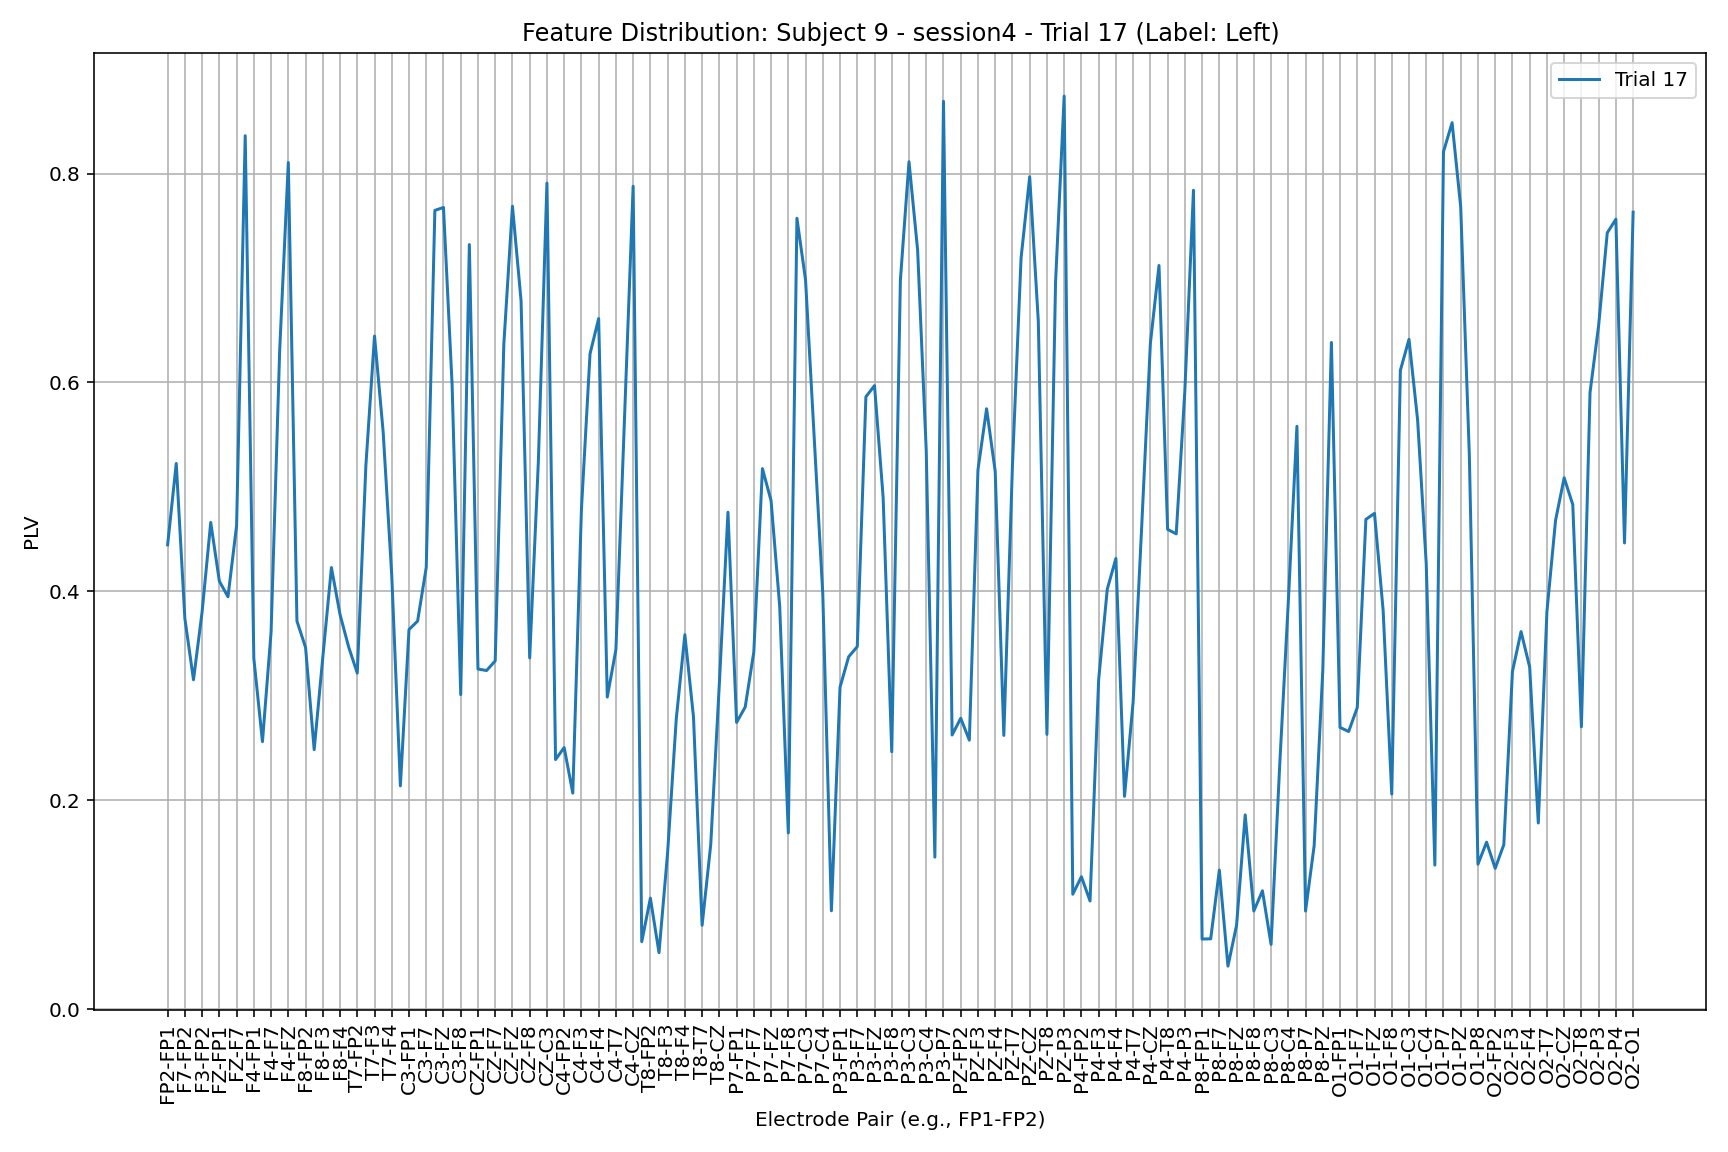 Feature Distribution: Subject 9 - session4 - Trial 17 (Label: Left)
Trial 17
PLV
0.8
0.6
0.4
0.2
0.0
FP2-FP1
F7-FP2
F3-FP2
FZ-FP1
FZ-F7
F4-FP1
F4-F7
F4-FZ
F8-FP2
F8-F3
F8-F4
T7-FP2
T7-F3
T7-F4
C3-FP1
C3-F7
C3-FZ
C3-F8
CZ-FP1
CZ-F7
CZ-FZ
CZ-F8
CZ-C3
C4-FP2
C4-F3
C4-F4
C4-T7
C4-CZ
T8-FP2
T8-F3
T8-F4
T8-T7
T8-CZ
P7-FP1
P7-F7
P7-FZ
P7-F8
P7-C3
P7-C4
P3-FP1
P3-F7
P3-FZ
P3-F8
P3-C3
P3-C4
P3-P7
PZ-FP2
PZ-F3
PZ-F4
PZ-T7
PZ-CZ
PZ-T8
PZ-P3
P4-FP2
P4-F3
P4-F4
P4-T7
P4-CZ
P4-T8
P4-P3
P8-FP1
P8-F7
P8-FZ
P8-F8
P8-C3
P8-C4
P8-P7
P8-PZ
O1-FP1
O1-F7
O1-FZ
O1-F8
O1-C3
O1-C4
O1-P7
O1-PZ
O1-P8
O2-FP2
O2-F3
O2-F4
O2-T7
O2-CZ
O2-T8
O2-P3
O2-P4
O2-O1
Electrode Pair (e.g., FP1-FP2)